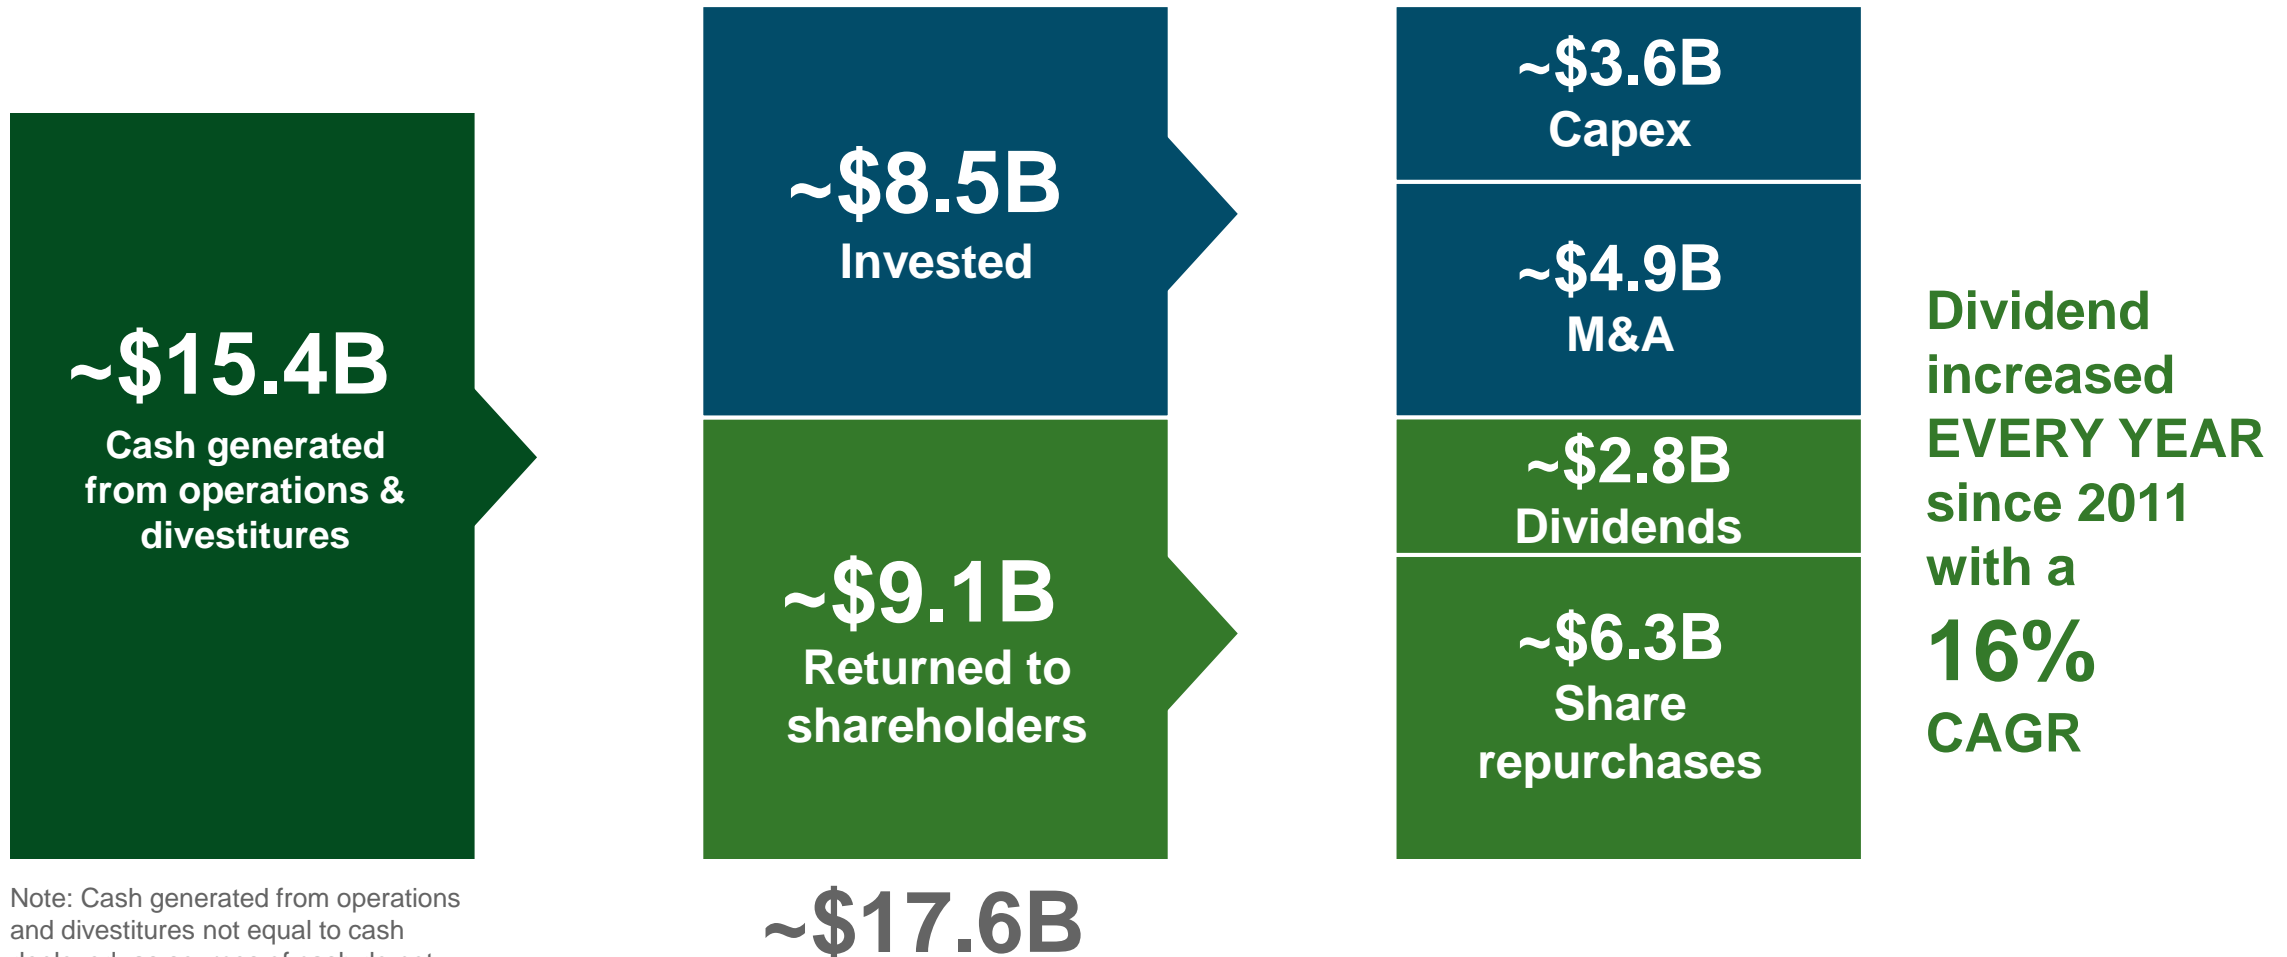 ~$15.4B
Cash generated
from operations &
divestitures
Note: Cash generated from operations
and divestitures not equal to cash
~$8.5B
Invested
~$9.1B
Returned to
shareholders
~$17.6B
~$3.6B
Capex
~$4.9B
M&A
~$2.8B
Dividends
~$6.3B
Share
repurchases
Dividend
increased
EVERY YEAR
since 2011
with a
16%
CAGR